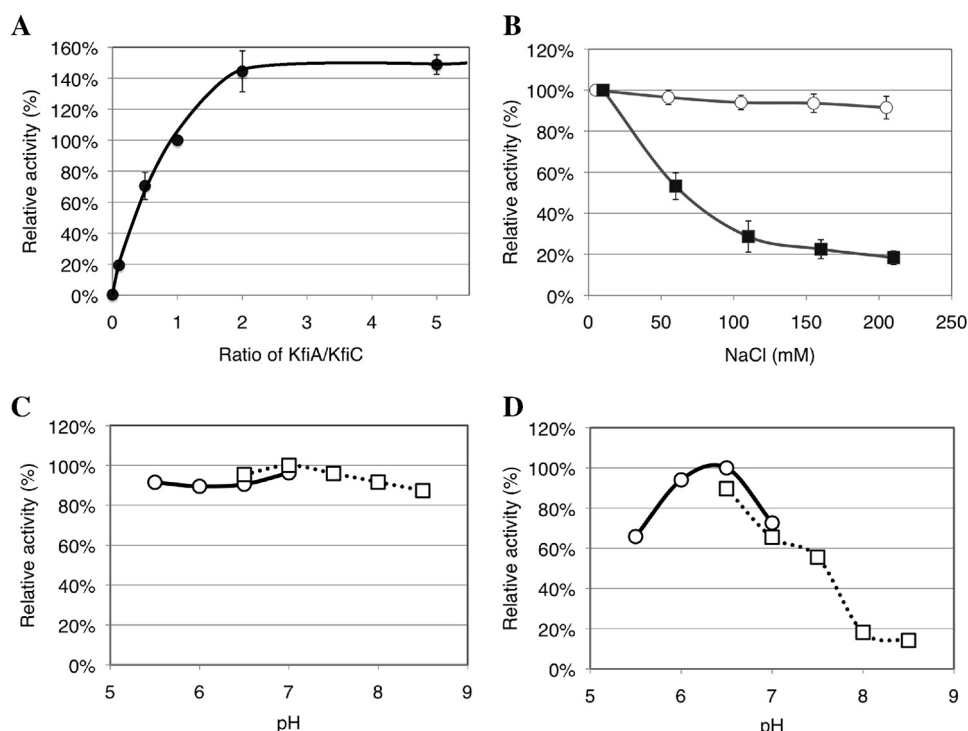 A
Relative activity (%)
160%
140%
120%
100%
80%
60%
40%
20%
0%
0 1 2 3 4 5
Ratio of KfiA/KfiC
B
Relative activity (%)
120%
100%
80%
60%
40%
20%
0%
0 50 100 150 200 250
NaCl (mM)
C
Relative activity (%)
120%
100%
80%
60%
40%
20%
0%
5 6 7 8 9
pH
D
Relative activity (%)
120%
100%
80%
60%
40%
20%
0%
5 6 7 8 9
pH